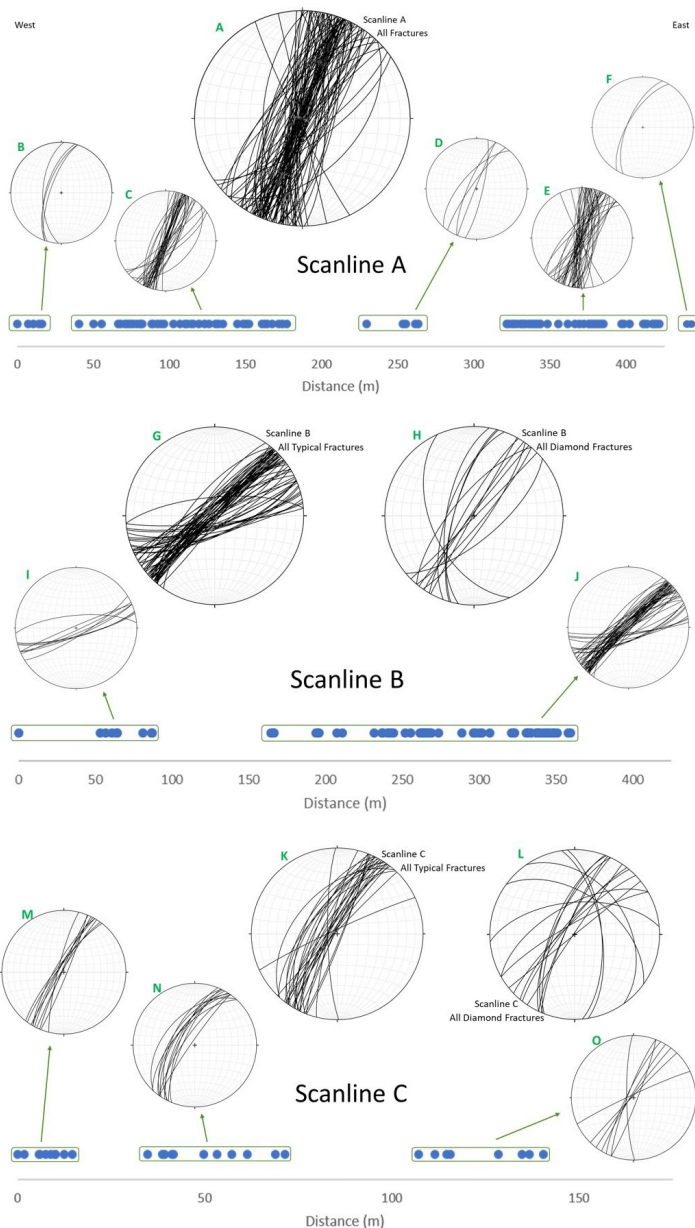 West
A
Scanline A
All Fractures
East
F
B
D
C
E
Scanline A
0 50 100 150 200 250 300 350 400
Distance (m)
G
Scanline B
All Typical Fractures
H
Scanline B
All Diamond Fractures
I
J
Scanline B
0 50 100 150 200 250 300 350 400
Distance (m)
K
Scanline C
All Typical Fractures
L
M
N
Scanline C
All Diamond Fractures
O
Scanline C
0 50 100 150
Distance (m)